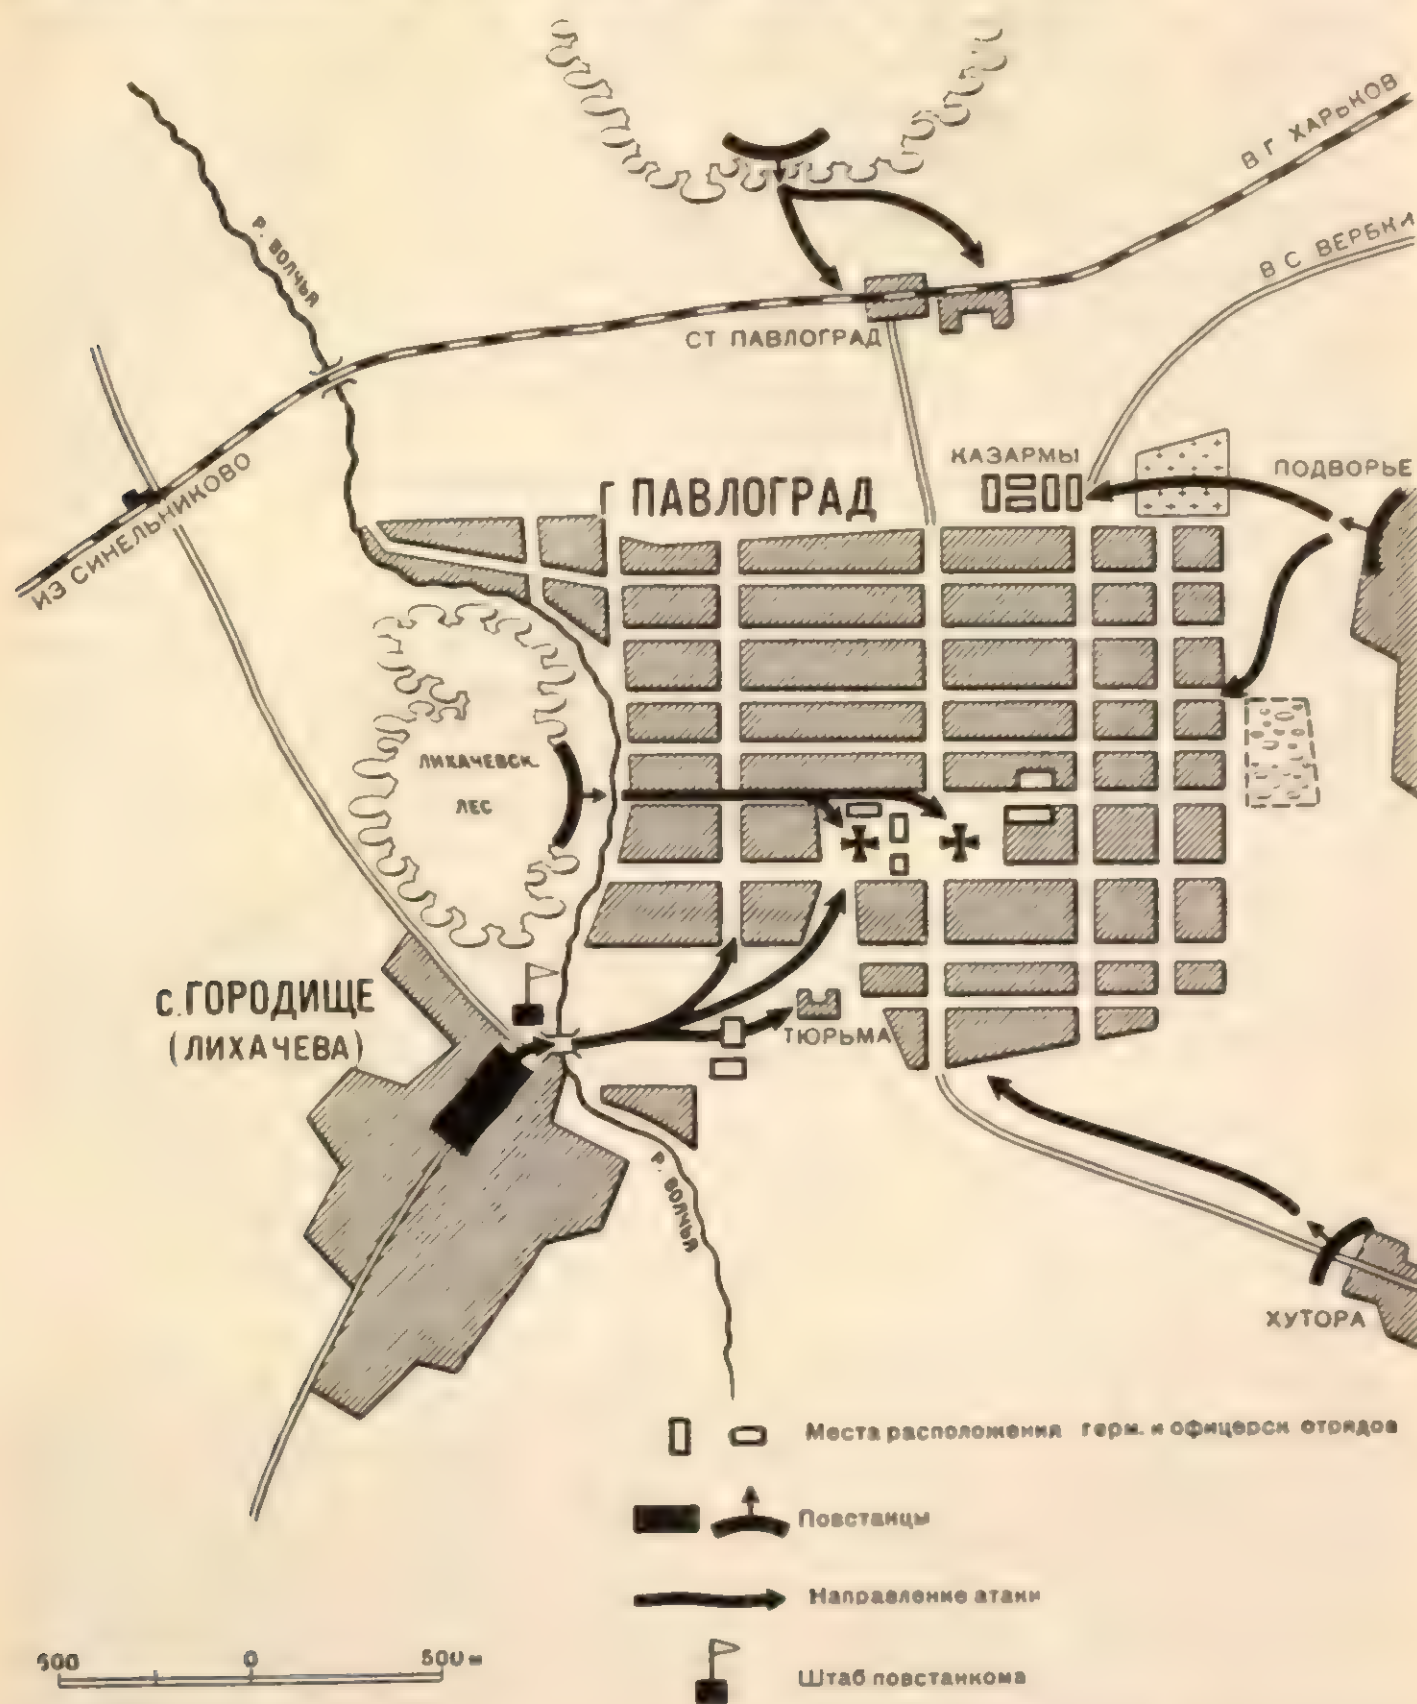 В Г ХАРЬКОВ
В С ВЕРБКА
Р. ВОЛЧЬЯ
СТ ПАВЛОГРАД
ИЗ СИНЕЛЬНИКОВО
КАЗАРМЫ
ПОДВОРЬЕ
Г ПАВЛОГРАД
ЛИХАЧЕВСК.
ЛЕС
С. ГОРОДИЩЕ
(ЛИХАЧЕВА)
ТЮРЬМА
Р. ВОЛЧЬЯ
ХУТОРА
Места расположения герм. и офицерск отрядов
Повстанцы
Направление атаки
Штаб повстанкома
500 0 500 м